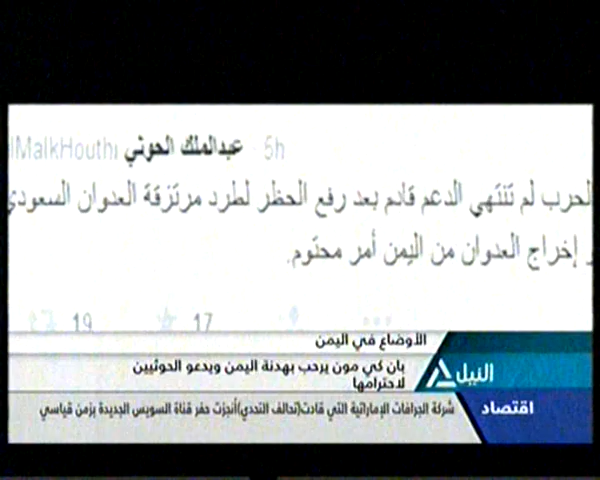 عبدالملك الحوثي MalkHouthi · 5h
لحرب لم تنتهي الدعم قادم بعد رفع الحظر لطرد مرتزقة العدوان السعودي
إخراج العدوان من اليمن أمر محتوم.
19 17
الأوضاع في اليمن
بان كي مون يرحب بهدنة اليمن ويدعو الحوثيين
لاحترامها
النيل
اقتصاد
شركة الجرافات الإماراتية التي قادت(تحالف التحدي)أنجزت حفر قناة السويس الجديدة بزمن قياسي